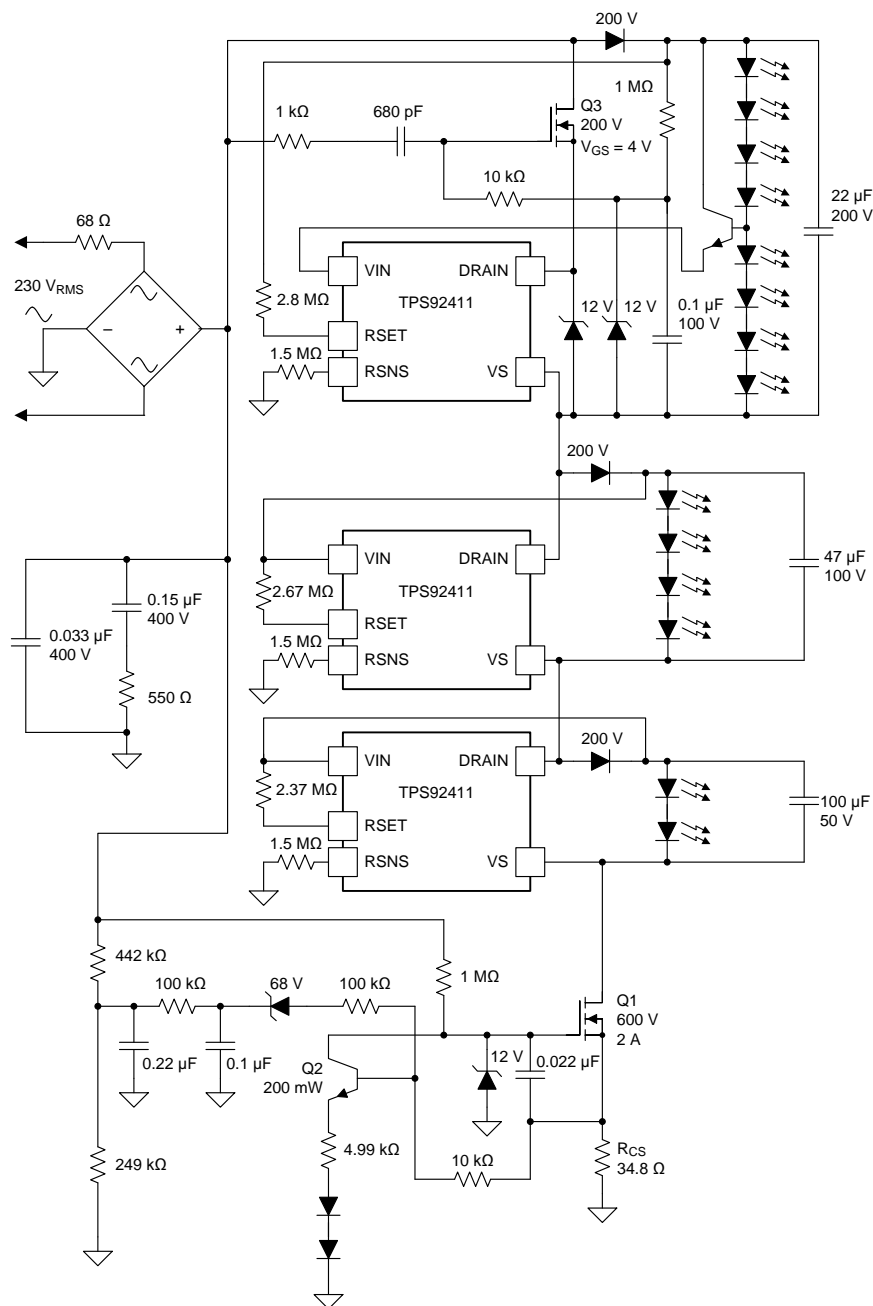 200 V
1 MΩ
Q3
200 V
VGS = 4 V
1 kΩ
680 pF
10 kΩ
22 µF
200 V
68 Ω
230 VRMS
VIN
DRAIN
2.8 MΩ
TPS92411
12 V
12 V
0.1 µF
100 V
RSET
1.5 MΩ
RSNS
VS
– +
200 V
VIN
DRAIN
2.67 MΩ
TPS92411
47 µF
100 V
RSET
1.5 MΩ
RSNS
VS
0.15 µF
400 V
0.033 µF
400 V
550 Ω
200 V
VIN
DRAIN
2.37 MΩ
TPS92411
100 µF
50 V
RSET
1.5 MΩ
RSNS
VS
442 kΩ
1 MΩ
100 kΩ
68 V
100 kΩ
Q1
600 V
2 A
0.22 µF
0.1 µF
Q2
200 mW
12 V
0.022 µF
4.99 kΩ
10 kΩ
RCS
34.8 Ω
249 kΩ